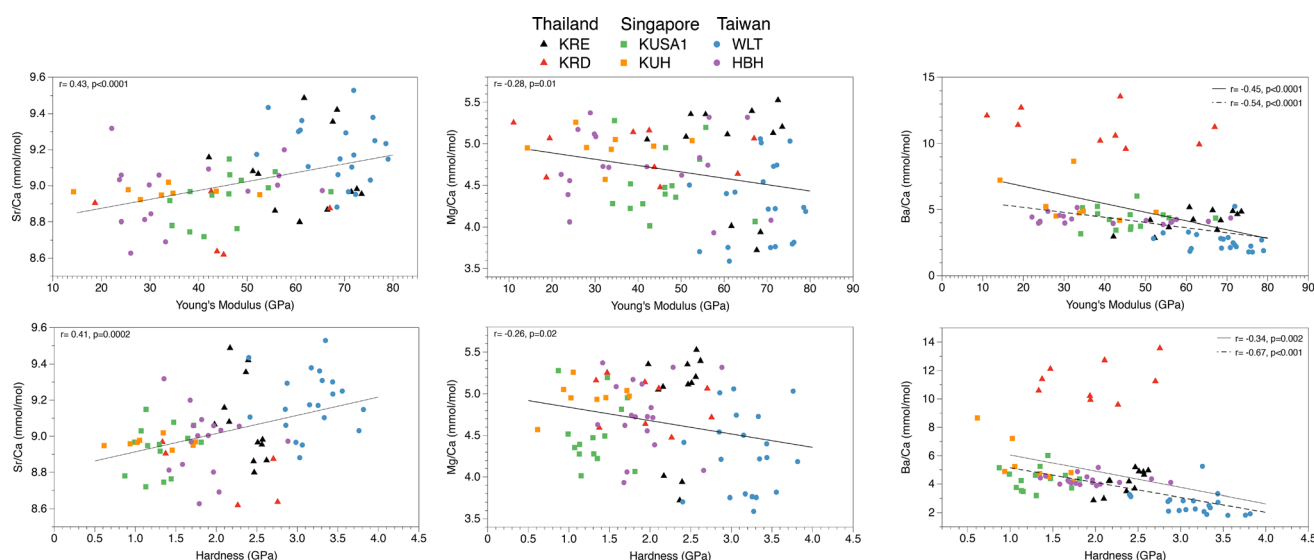 Thailand Singapore Taiwan
KRE KUSA1 WLT
KRD KUH HBH
r= 0.43, p<0.0001
9.6
9.4
9.2
9.0
8.8
8.6
Sr/Ca (mmol/mol)
10 20 30 40 50 60 70 80
Young's Modulus (GPa)
r= -0.28, p=0.01
5.5
5.0
4.5
4.0
3.5
Mg/Ca (mmol/mol)
10 20 30 40 50 60 70 80 90
Young's Modulus (GPa)
r= -0.45, p<0.0001
r= -0.54, p<0.0001
15
10
5
0
Ba/Ca (mmol/mol)
0 10 20 30 40 50 60 70 80 90
Young's Modulus (GPa)
r= 0.41, p=0.0002
9.6
9.4
9.2
9.0
8.8
8.6
Sr/Ca (mmol/mol)
0.0 0.5 1.0 1.5 2.0 2.5 3.0 3.5 4.0 4.5
Hardness (GPa)
r= -0.26, p=0.02
5.5
5.0
4.5
4.0
3.5
Mg/Ca (mmol/mol)
0.0 0.5 1.0 1.5 2.0 2.5 3.0 3.5 4.0 4.5
Hardness (GPa)
r= -0.34, p=0.002
r= -0.67, p<0.001
14
12
10
8
6
4
2
Ba/Ca (mmol/mol)
0.5 1.0 1.5 2.0 2.5 3.0 3.5 4.0 4.5
Hardness (GPa)